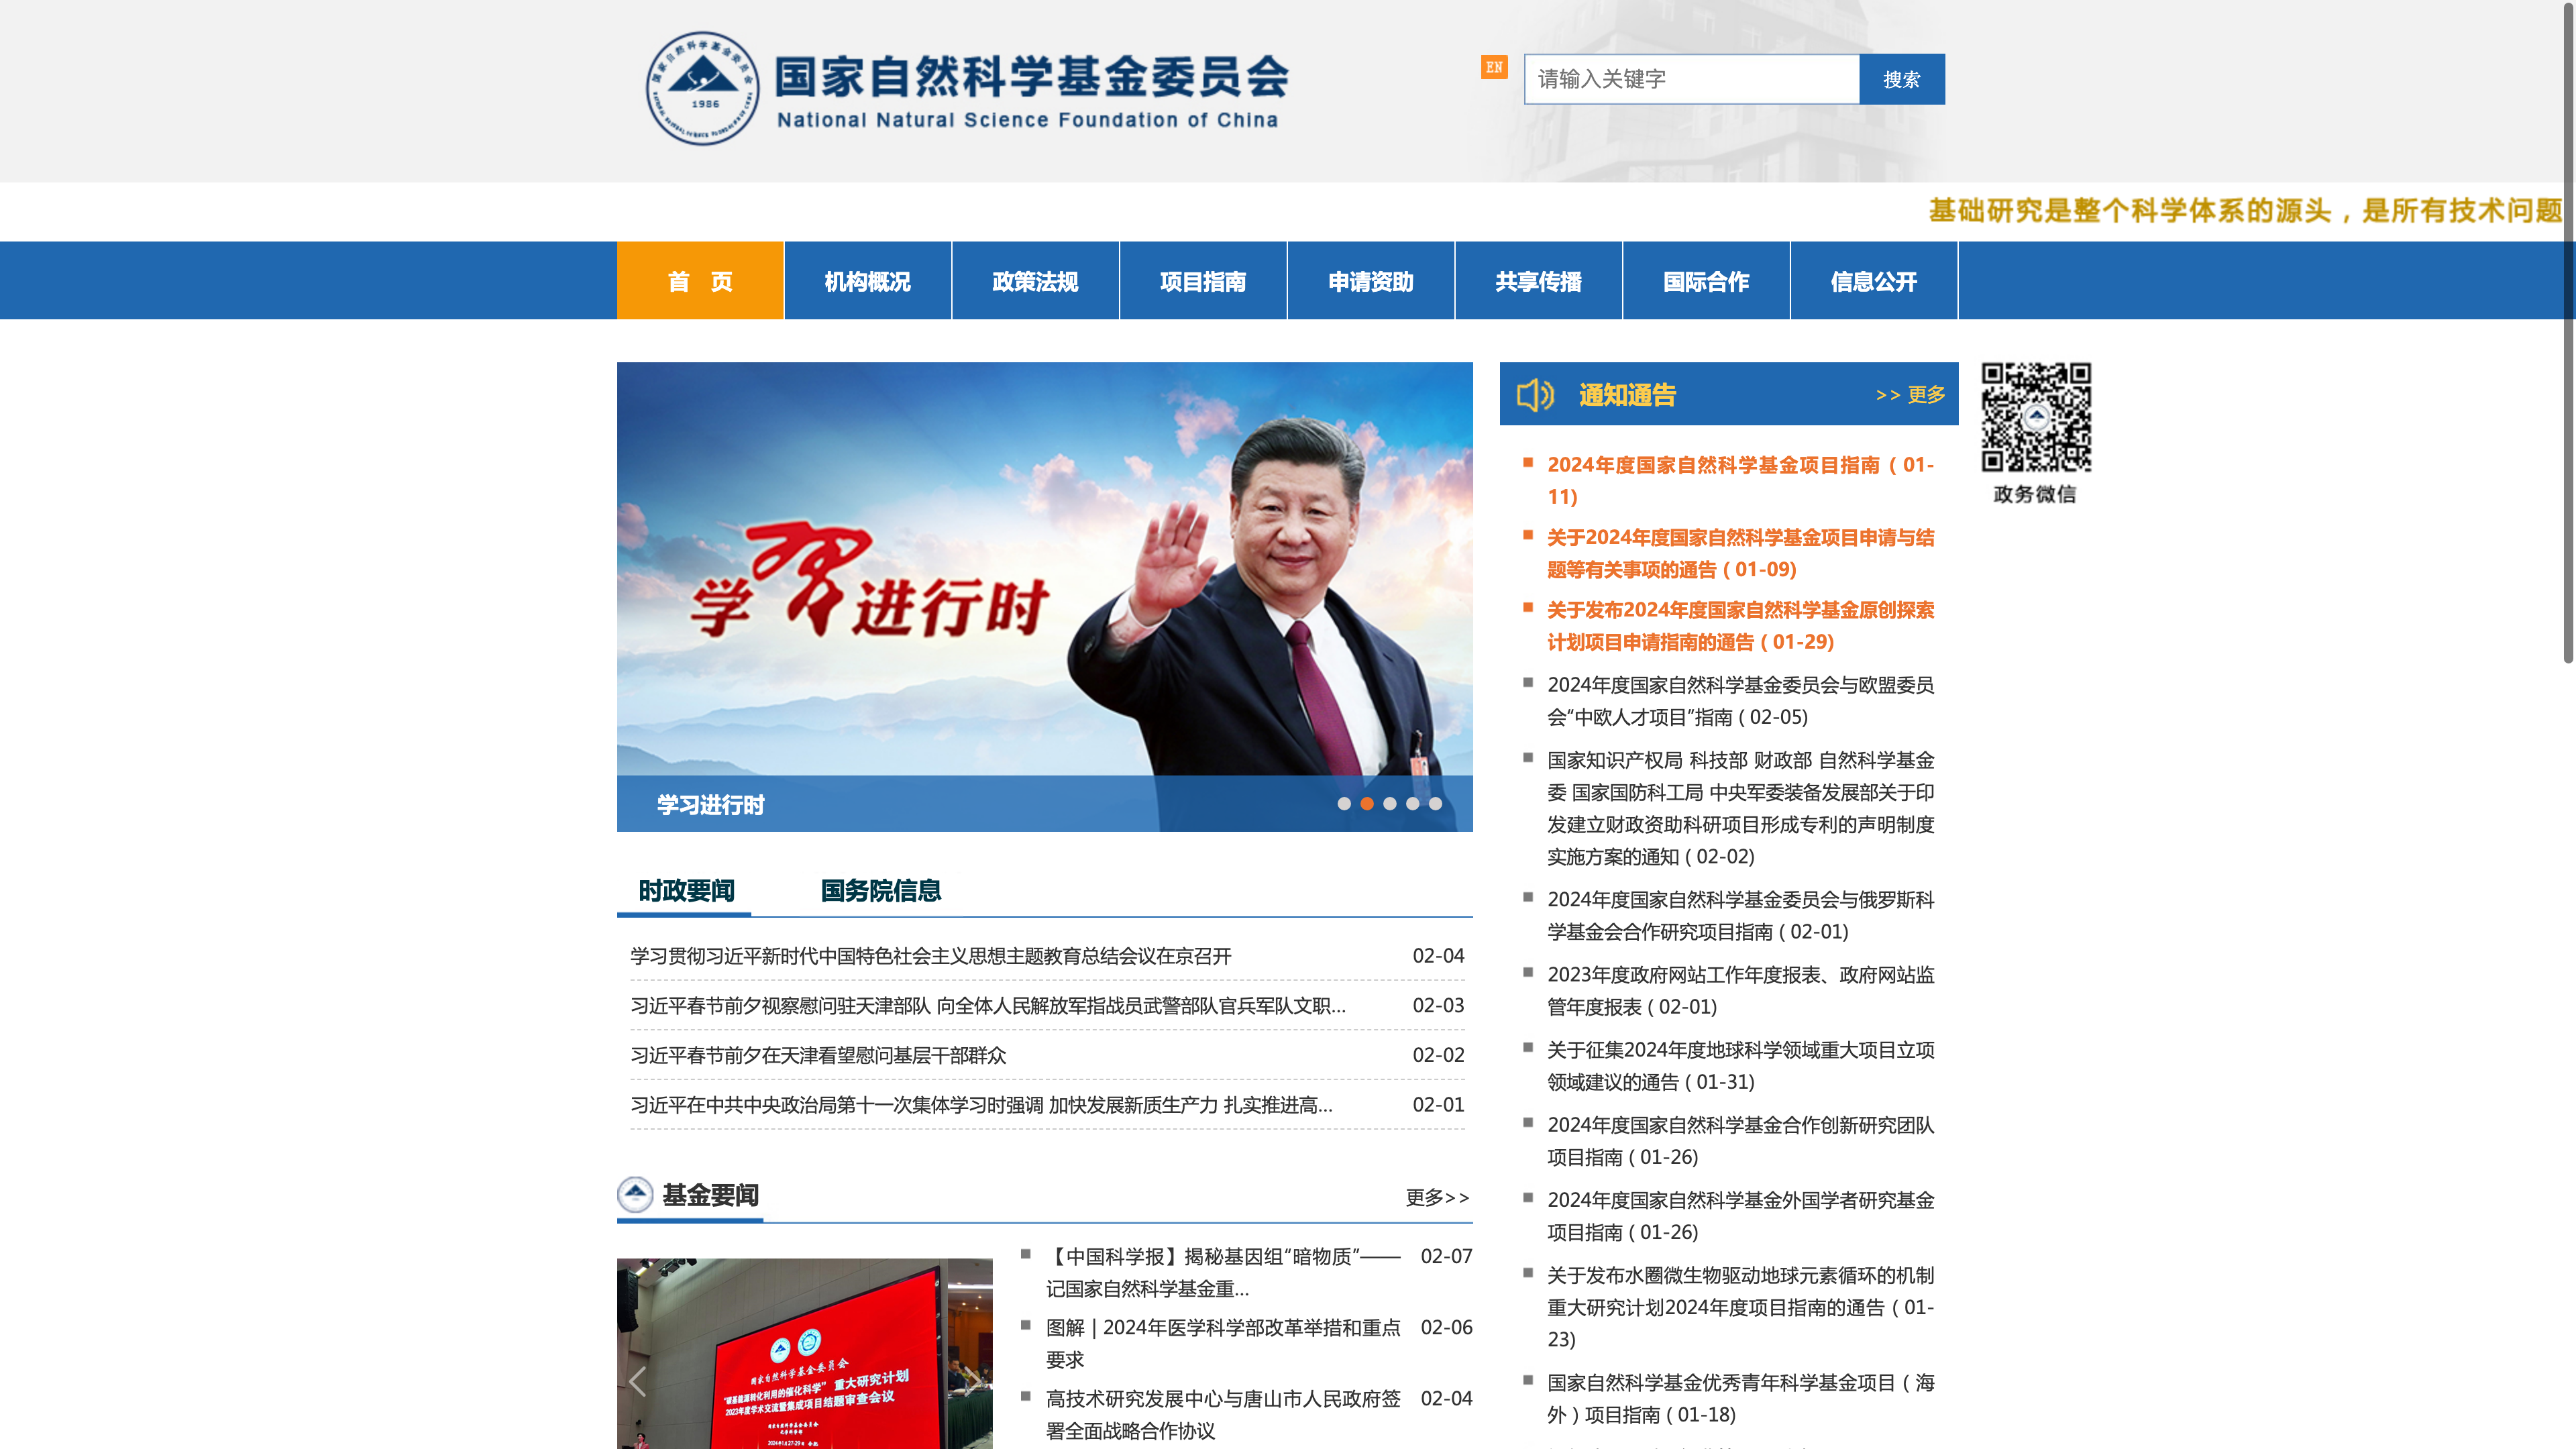 国家自然科学基金委员会
1986
国家自然科学基金委员会
National Natural Science Foundation of China
EN
请输入关键字
搜索
基础研究是整个科学体系的源头，是所有技术问题
首 页
机构概况
政策法规
项目指南
申请资助
共享传播
国际合作
信息公开
学习进行时
学习进行时
时政要闻
国务院信息
学习贯彻习近平新时代中国特色社会主义思想主题教育总结会议在京召开 02-04
习近平春节前夕视察慰问驻天津部队 向全体人民解放军指战员武警部队官兵军队文职... 02-03
习近平春节前夕在天津看望慰问基层干部群众 02-02
习近平在中共中央政治局第十一次集体学习时强调 加快发展新质生产力 扎实推进高... 02-01
基金要闻
更多>>
国家自然科学基金委员会
“碳基能源转化利用的催化科学”重大研究计划
2023年度学术交流暨集成项目结题审查会议
【中国科学报】揭秘基因组“暗物质”—— 02-07
记国家自然科学基金重...
图解 | 2024年医学科学部改革举措和重点 02-06
要求
高技术研究发展中心与唐山市人民政府签 02-04
署全面战略合作协议
通知通告
>> 更多
2024年度国家自然科学基金项目指南 ( 01-
11)
关于2024年度国家自然科学基金项目申请与结
题等有关事项的通告 ( 01-09)
关于发布2024年度国家自然科学基金原创探索
计划项目申请指南的通告 ( 01-29)
2024年度国家自然科学基金委员会与欧盟委员
会“中欧人才项目”指南 ( 02-05)
国家知识产权局 科技部 财政部 自然科学基金
委 国家国防科工局 中央军委装备发展部关于印
发建立财政资助科研项目形成专利的声明制度
实施方案的通知 ( 02-02)
2024年度国家自然科学基金委员会与俄罗斯科
学基金会合作研究项目指南 ( 02-01)
2023年度政府网站工作年度报表、政府网站监
管年度报表 ( 02-01)
关于征集2024年度地球科学领域重大项目立项
领域建议的通告 ( 01-31)
2024年度国家自然科学基金合作创新研究团队
项目指南 ( 01-26)
2024年度国家自然科学基金外国学者研究基金
项目指南 ( 01-26)
关于发布水圈微生物驱动地球元素循环的机制
重大研究计划2024年度项目指南的通告 ( 01-
23)
国家自然科学基金优秀青年科学基金项目 ( 海
外 ) 项目指南 ( 01-18)
政务微信